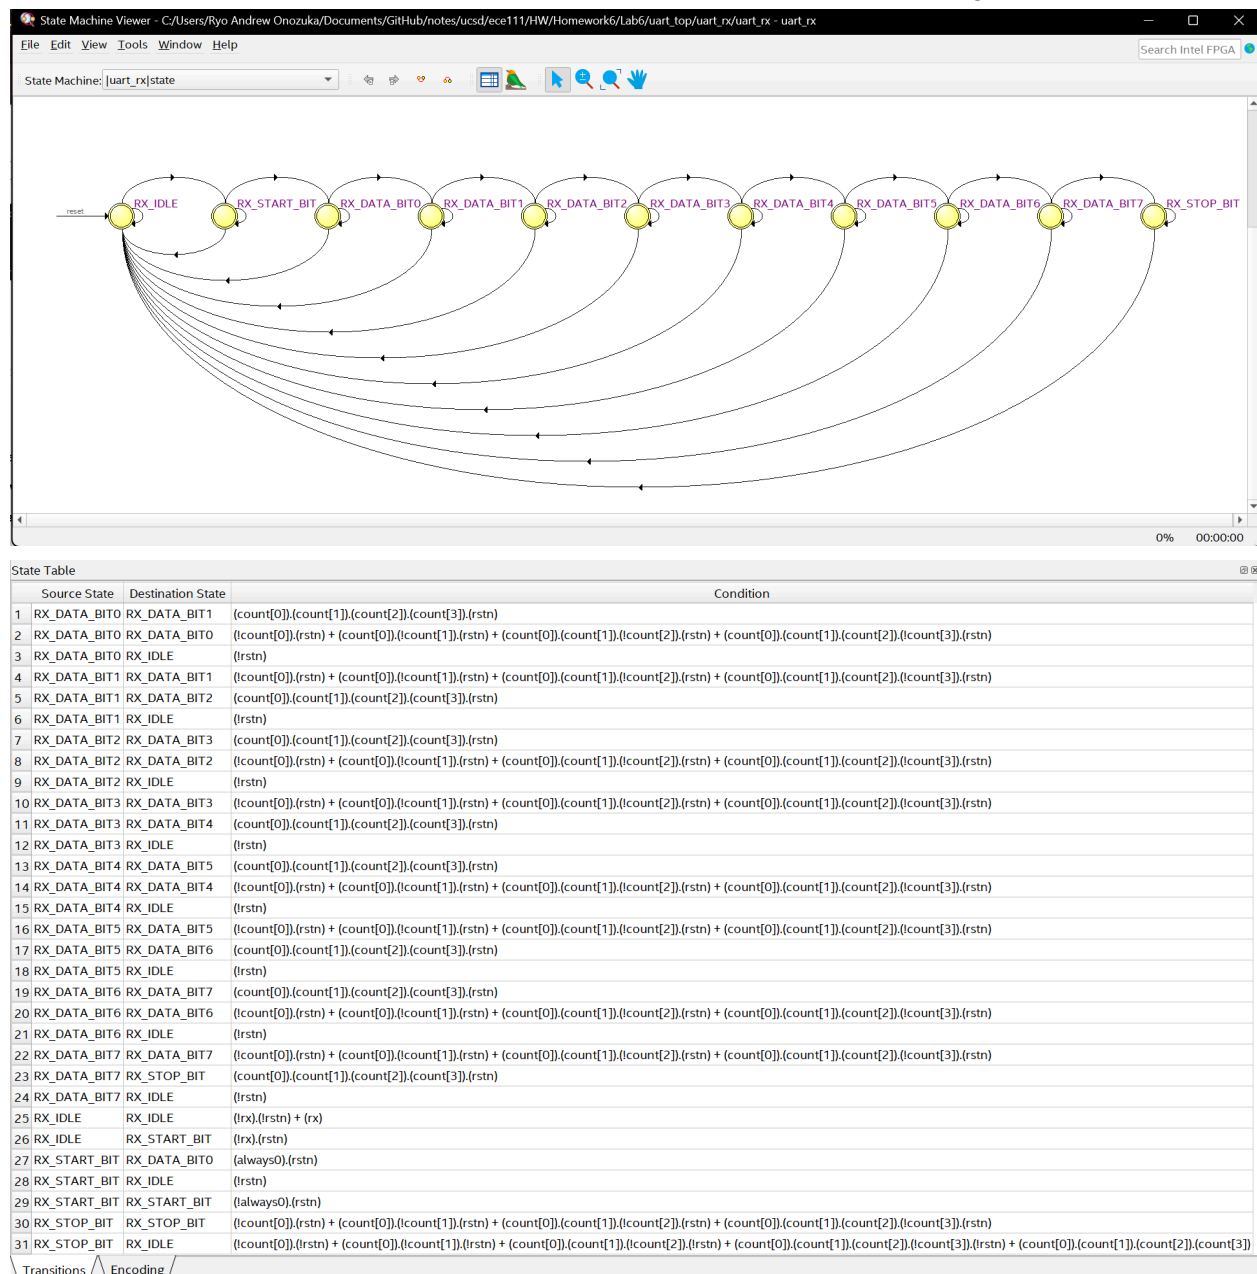 State Machine Viewer - C:/Users/Ryo Andrew Onozuka/Documents/GitHub/notes/ucsd/ece111/HW/Homework6/Lab6/uart_top/uart_rx/uart_rx - uart_rx
File Edit View Tools Window Help
Search Intel FPGA
State Machine: |uart_rx|state
reset RX_IDLE RX_START_BIT RX_DATA_BIT0 RX_DATA_BIT1 RX_DATA_BIT2 RX_DATA_BIT3 RX_DATA_BIT4 RX_DATA_BIT5 RX_DATA_BIT6 RX_DATA_BIT7 RX_STOP_BIT
0% 00:00:00
State Table
Source State Destination State Condition
1 RX_DATA_BIT0 RX_DATA_BIT1 (count[0]).(count[1]).(count[2]).(count[3]).(rstn)
2 RX_DATA_BIT0 RX_DATA_BIT0 (!count[0]).(rstn) + (count[0]).(!count[1]).(rstn) + (count[0]).(count[1]).(!count[2]).(rstn) + (count[0]).(count[1]).(count[2]).(!count[3]).(rstn)
3 RX_DATA_BIT0 RX_IDLE (!rstn)
4 RX_DATA_BIT1 RX_DATA_BIT1 (!count[0]).(rstn) + (count[0]).(!count[1]).(rstn) + (count[0]).(count[1]).(!count[2]).(rstn) + (count[0]).(count[1]).(count[2]).(!count[3]).(rstn)
5 RX_DATA_BIT1 RX_DATA_BIT2 (count[0]).(count[1]).(count[2]).(count[3]).(rstn)
6 RX_DATA_BIT1 RX_IDLE (!rstn)
7 RX_DATA_BIT2 RX_DATA_BIT3 (count[0]).(count[1]).(count[2]).(count[3]).(rstn)
8 RX_DATA_BIT2 RX_DATA_BIT2 (!count[0]).(rstn) + (count[0]).(!count[1]).(rstn) + (count[0]).(count[1]).(!count[2]).(rstn) + (count[0]).(count[1]).(count[2]).(!count[3]).(rstn)
9 RX_DATA_BIT2 RX_IDLE (!rstn)
10 RX_DATA_BIT3 RX_DATA_BIT3 (!count[0]).(rstn) + (count[0]).(!count[1]).(rstn) + (count[0]).(count[1]).(!count[2]).(rstn) + (count[0]).(count[1]).(count[2]).(!count[3]).(rstn)
11 RX_DATA_BIT3 RX_DATA_BIT4 (count[0]).(count[1]).(count[2]).(count[3]).(rstn)
12 RX_DATA_BIT3 RX_IDLE (!rstn)
13 RX_DATA_BIT4 RX_DATA_BIT5 (count[0]).(count[1]).(count[2]).(count[3]).(rstn)
14 RX_DATA_BIT4 RX_DATA_BIT4 (!count[0]).(rstn) + (count[0]).(!count[1]).(rstn) + (count[0]).(count[1]).(!count[2]).(rstn) + (count[0]).(count[1]).(count[2]).(!count[3]).(rstn)
15 RX_DATA_BIT4 RX_IDLE (!rstn)
16 RX_DATA_BIT5 RX_DATA_BIT5 (!count[0]).(rstn) + (count[0]).(!count[1]).(rstn) + (count[0]).(count[1]).(!count[2]).(rstn) + (count[0]).(count[1]).(count[2]).(!count[3]).(rstn)
17 RX_DATA_BIT5 RX_DATA_BIT6 (count[0]).(count[1]).(count[2]).(count[3]).(rstn)
18 RX_DATA_BIT5 RX_IDLE (!rstn)
19 RX_DATA_BIT6 RX_DATA_BIT7 (count[0]).(count[1]).(count[2]).(count[3]).(rstn)
20 RX_DATA_BIT6 RX_DATA_BIT6 (!count[0]).(rstn) + (count[0]).(!count[1]).(rstn) + (count[0]).(count[1]).(!count[2]).(rstn) + (count[0]).(count[1]).(count[2]).(!count[3]).(rstn)
21 RX_DATA_BIT6 RX_IDLE (!rstn)
22 RX_DATA_BIT7 RX_DATA_BIT7 (!count[0]).(rstn) + (count[0]).(!count[1]).(rstn) + (count[0]).(count[1]).(!count[2]).(rstn) + (count[0]).(count[1]).(count[2]).(!count[3]).(rstn)
23 RX_DATA_BIT7 RX_STOP_BIT (count[0]).(count[1]).(count[2]).(count[3]).(rstn)
24 RX_DATA_BIT7 RX_IDLE (!rstn)
25 RX_IDLE RX_IDLE (!rx).(!rstn) + (rx)
26 RX_IDLE RX_START_BIT (!rx).(rstn)
27 RX_START_BIT RX_DATA_BIT0 (always0).(rstn)
28 RX_START_BIT RX_IDLE (!rstn)
29 RX_START_BIT RX_START_BIT (!always0).(rstn)
30 RX_STOP_BIT RX_STOP_BIT (!count[0]).(rstn) + (count[0]).(!count[1]).(rstn) + (count[0]).(count[1]).(!count[2]).(rstn) + (count[0]).(count[1]).(count[2]).(!count[3]).(rstn)
31 RX_STOP_BIT RX_IDLE (!count[0]).(!rstn) + (count[0]).(!count[1]).(!rstn) + (count[0]).(count[1]).(!count[2]).(!rstn) + (count[0]).(count[1]).(count[2]).(!count[3]).(!rstn) + (count[0]).(count[1]).(count[2]).(count[3])
Transitions Encoding